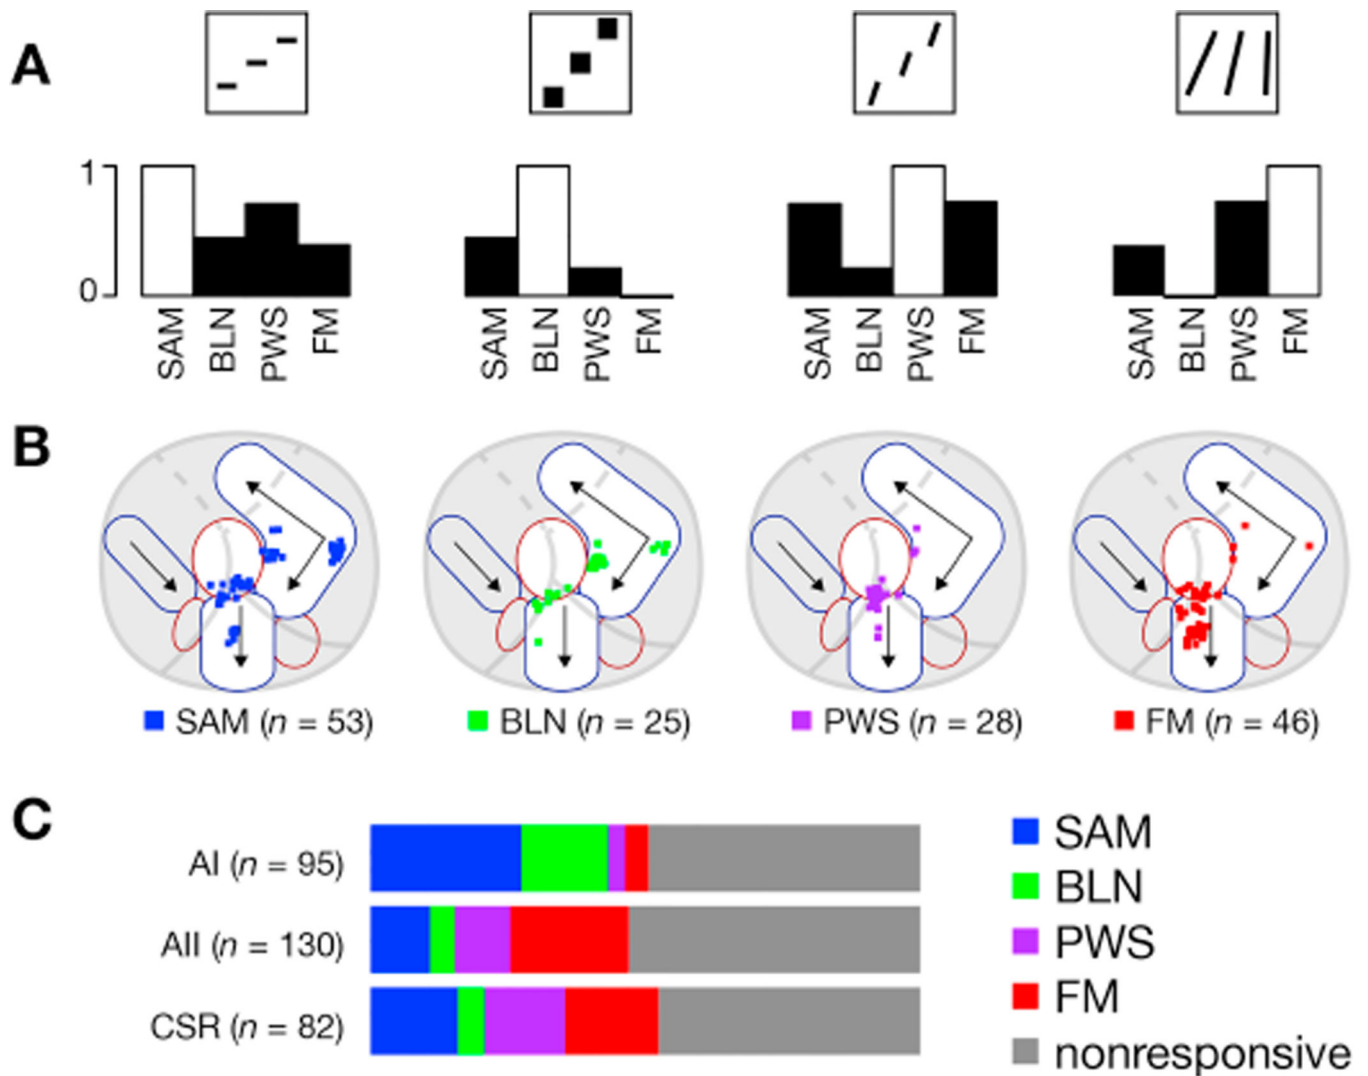 A
1
0
SAM BLN PWS FM
SAM BLN PWS FM
SAM BLN PWS FM
SAM BLN PWS FM
B
SAM (n = 53)
BLN (n = 25)
PWS (n = 28)
FM (n = 46)
C
AI (n = 95)
AII (n = 130)
CSR (n = 82)
SAM
BLN
PWS
FM
nonresponsive